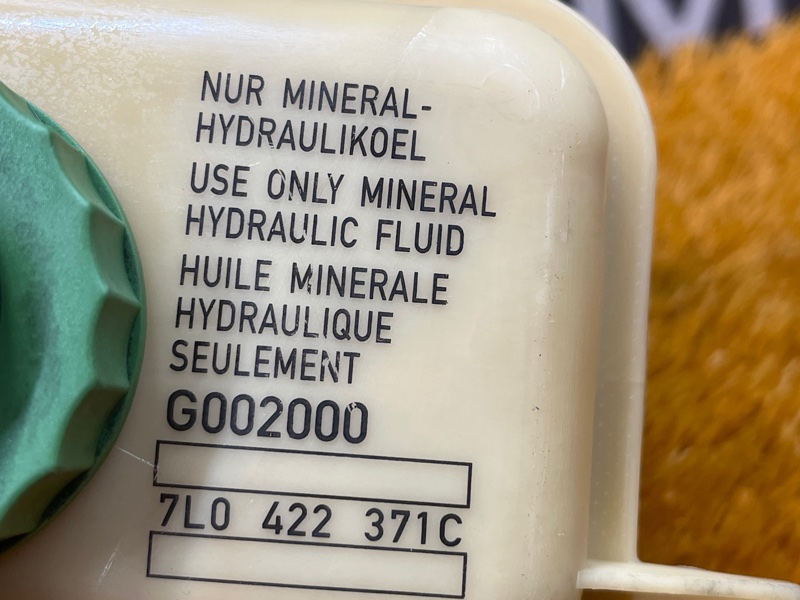 NUR MINERAL-
HYDRAULIKOEL
USE ONLY MINERAL
HYDRAULIC FLUID
HUILE MINERALE
HYDRAULIQUE
SEULEMENT
G002000
7L0 422 371C